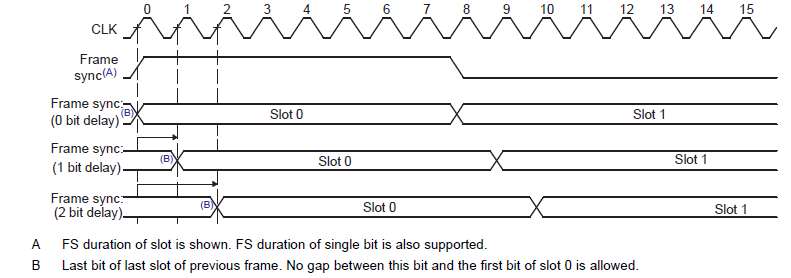 0 1 2 3 4 5 6 7 8 9 10 11 12 13 14 15
CLK
Frame
sync(A)
Frame sync:
(0 bit delay) (B) Slot 0 Slot 1
Frame sync:
(1 bit delay) (B) Slot 0 Slot 1
Frame sync:
(2 bit delay) (B) Slot 0 Slot 1
A FS duration of slot is shown. FS duration of single bit is also supported.
B Last bit of last slot of previous frame. No gap between this bit and the first bit of slot 0 is allowed.